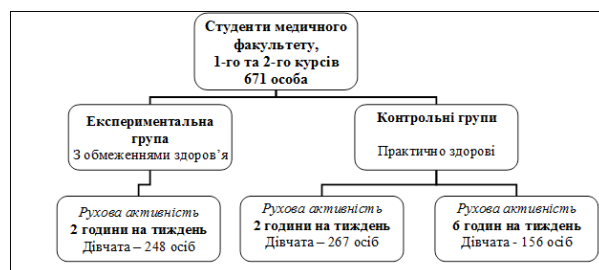 Студенти медичного
факультету,
1-го та 2-го курсів
671 особа
Експериментальна
група
З обмеженнями здоров’я
Контрольні групи
Практично здорові
Рухова активність
2 години на тиждень
Дівчата – 248 осіб
Рухова активність
2 години на тиждень
Дівчата – 267 осіб
Рухова активність
6 годин на тиждень
Дівчата - 156 осіб